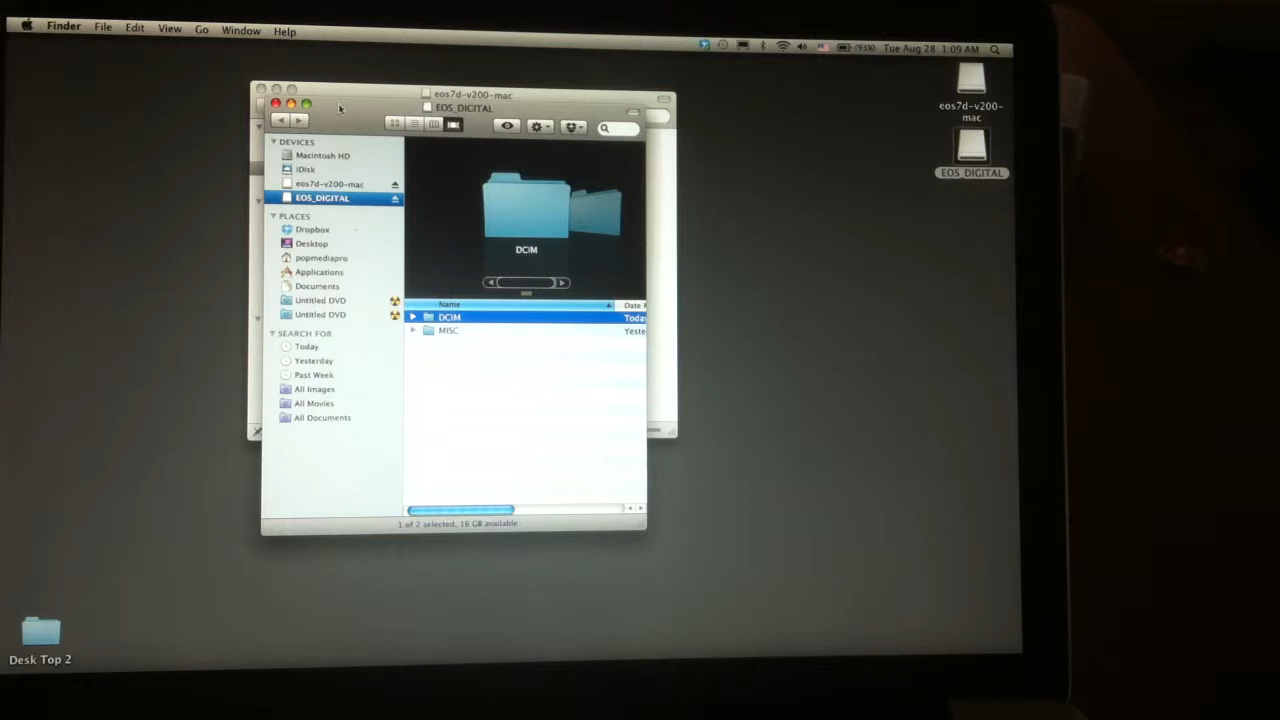 Finder File Edit View Go Window Help
(93%) Tue Aug 28 1:09 AM
eos7d-v200-mac
EOS_DIGITAL
DEVICES
Macintosh HD
iDisk
eos7d-v200-mac
EOS_DIGITAL
PLACES
Dropbox
Desktop
popmediapro
Applications
Documents
Untitled DVD
Untitled DVD
SEARCH FOR
Today
Yesterday
Past Week
All Images
All Movies
All Documents
DCIM
Name Date M
DCIM Today
MISC Yeste
1 of 2 selected, 16 GB available
eos7d-v200-
mac
EOS_DIGITAL
Desk Top 2